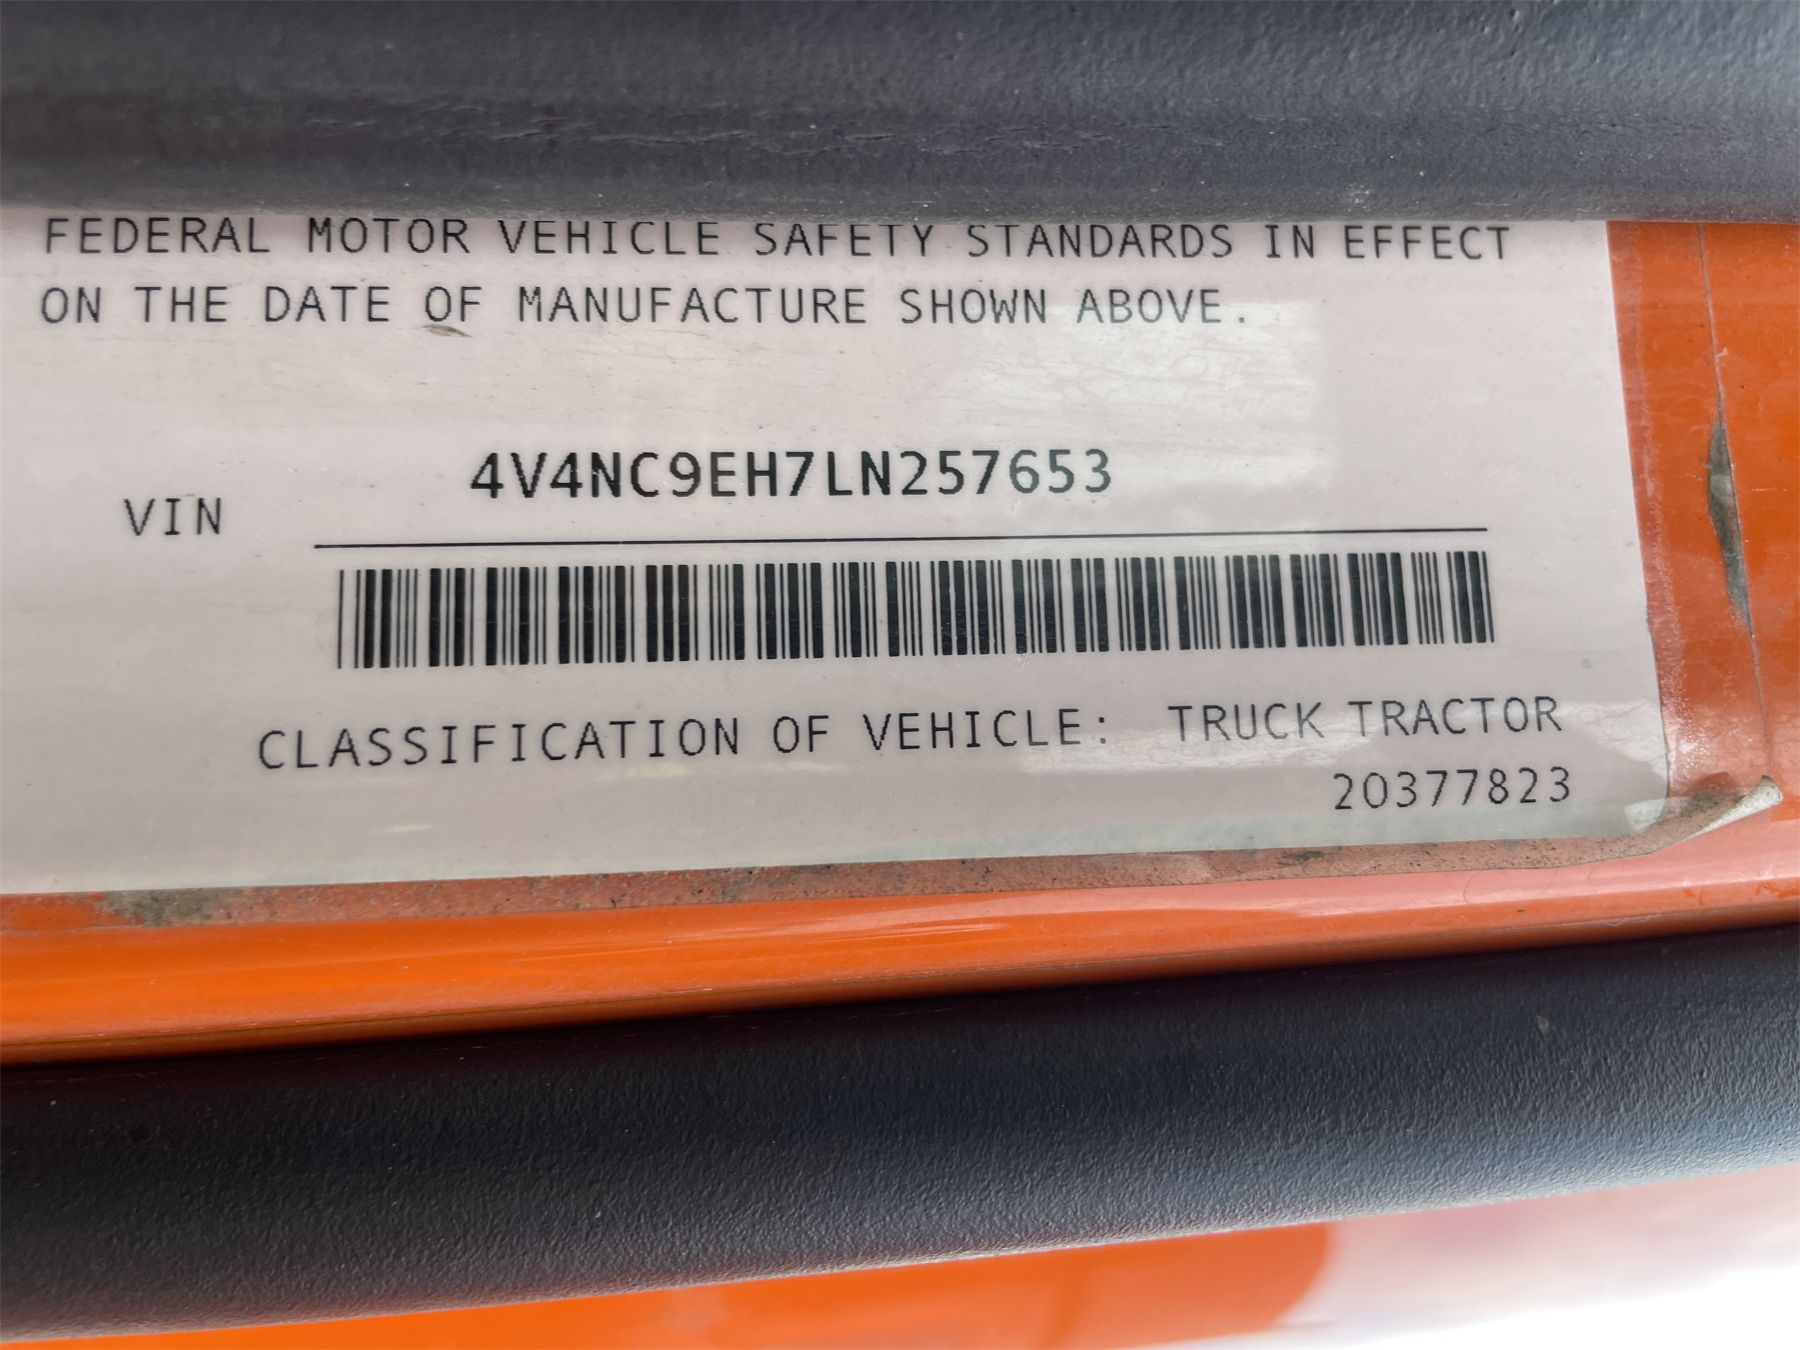 FEDERAL MOTOR VEHICLE SAFETY STANDARDS IN EFFECT
ON THE DATE OF MANUFACTURE SHOWN ABOVE.
4V4NC9EH7LN257653
VIN
CLASSIFICATION OF VEHICLE: TRUCK TRACTOR
20377823